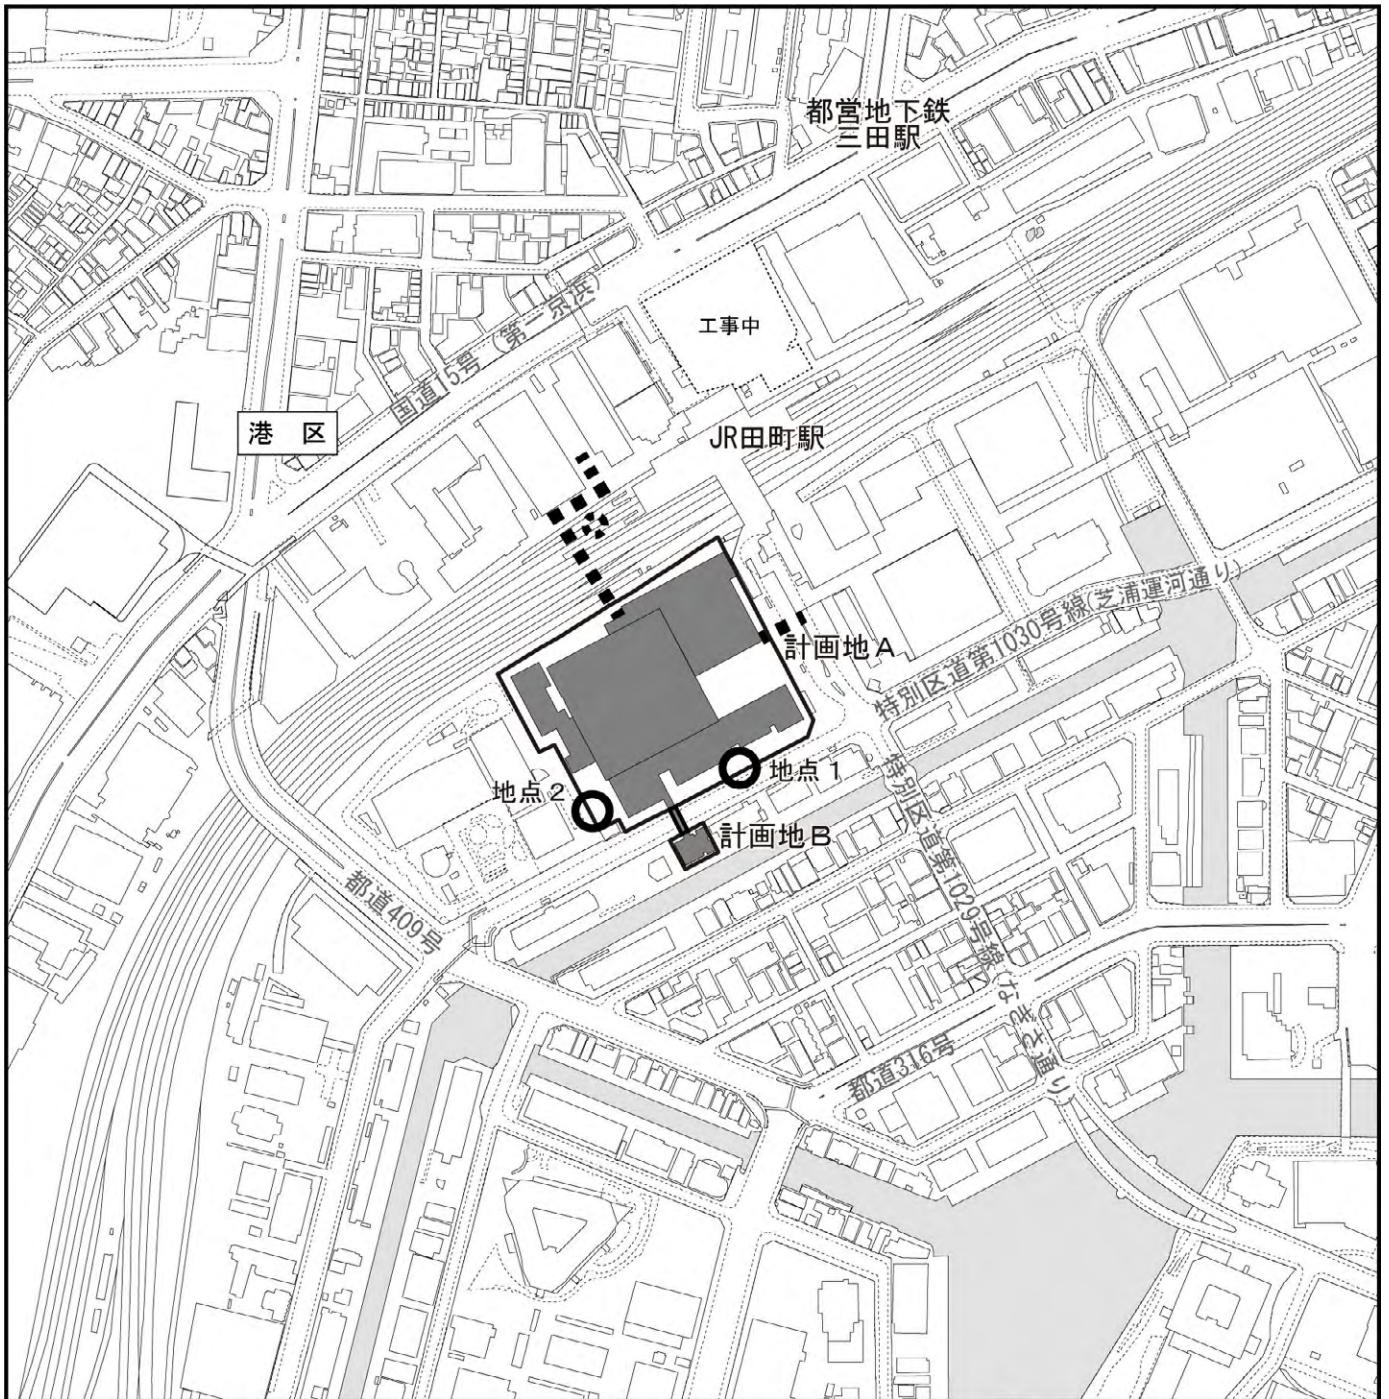 都営地下鉄
三田駅
工事中
国道15号（第一京浜）
港 区
JR田町駅
特別区道第1030号線(芝浦運河通り)
計画地A
地点1
地点2
計画地B
特別区道第1029号線(なぎさ通り)
都道409号
都道316号